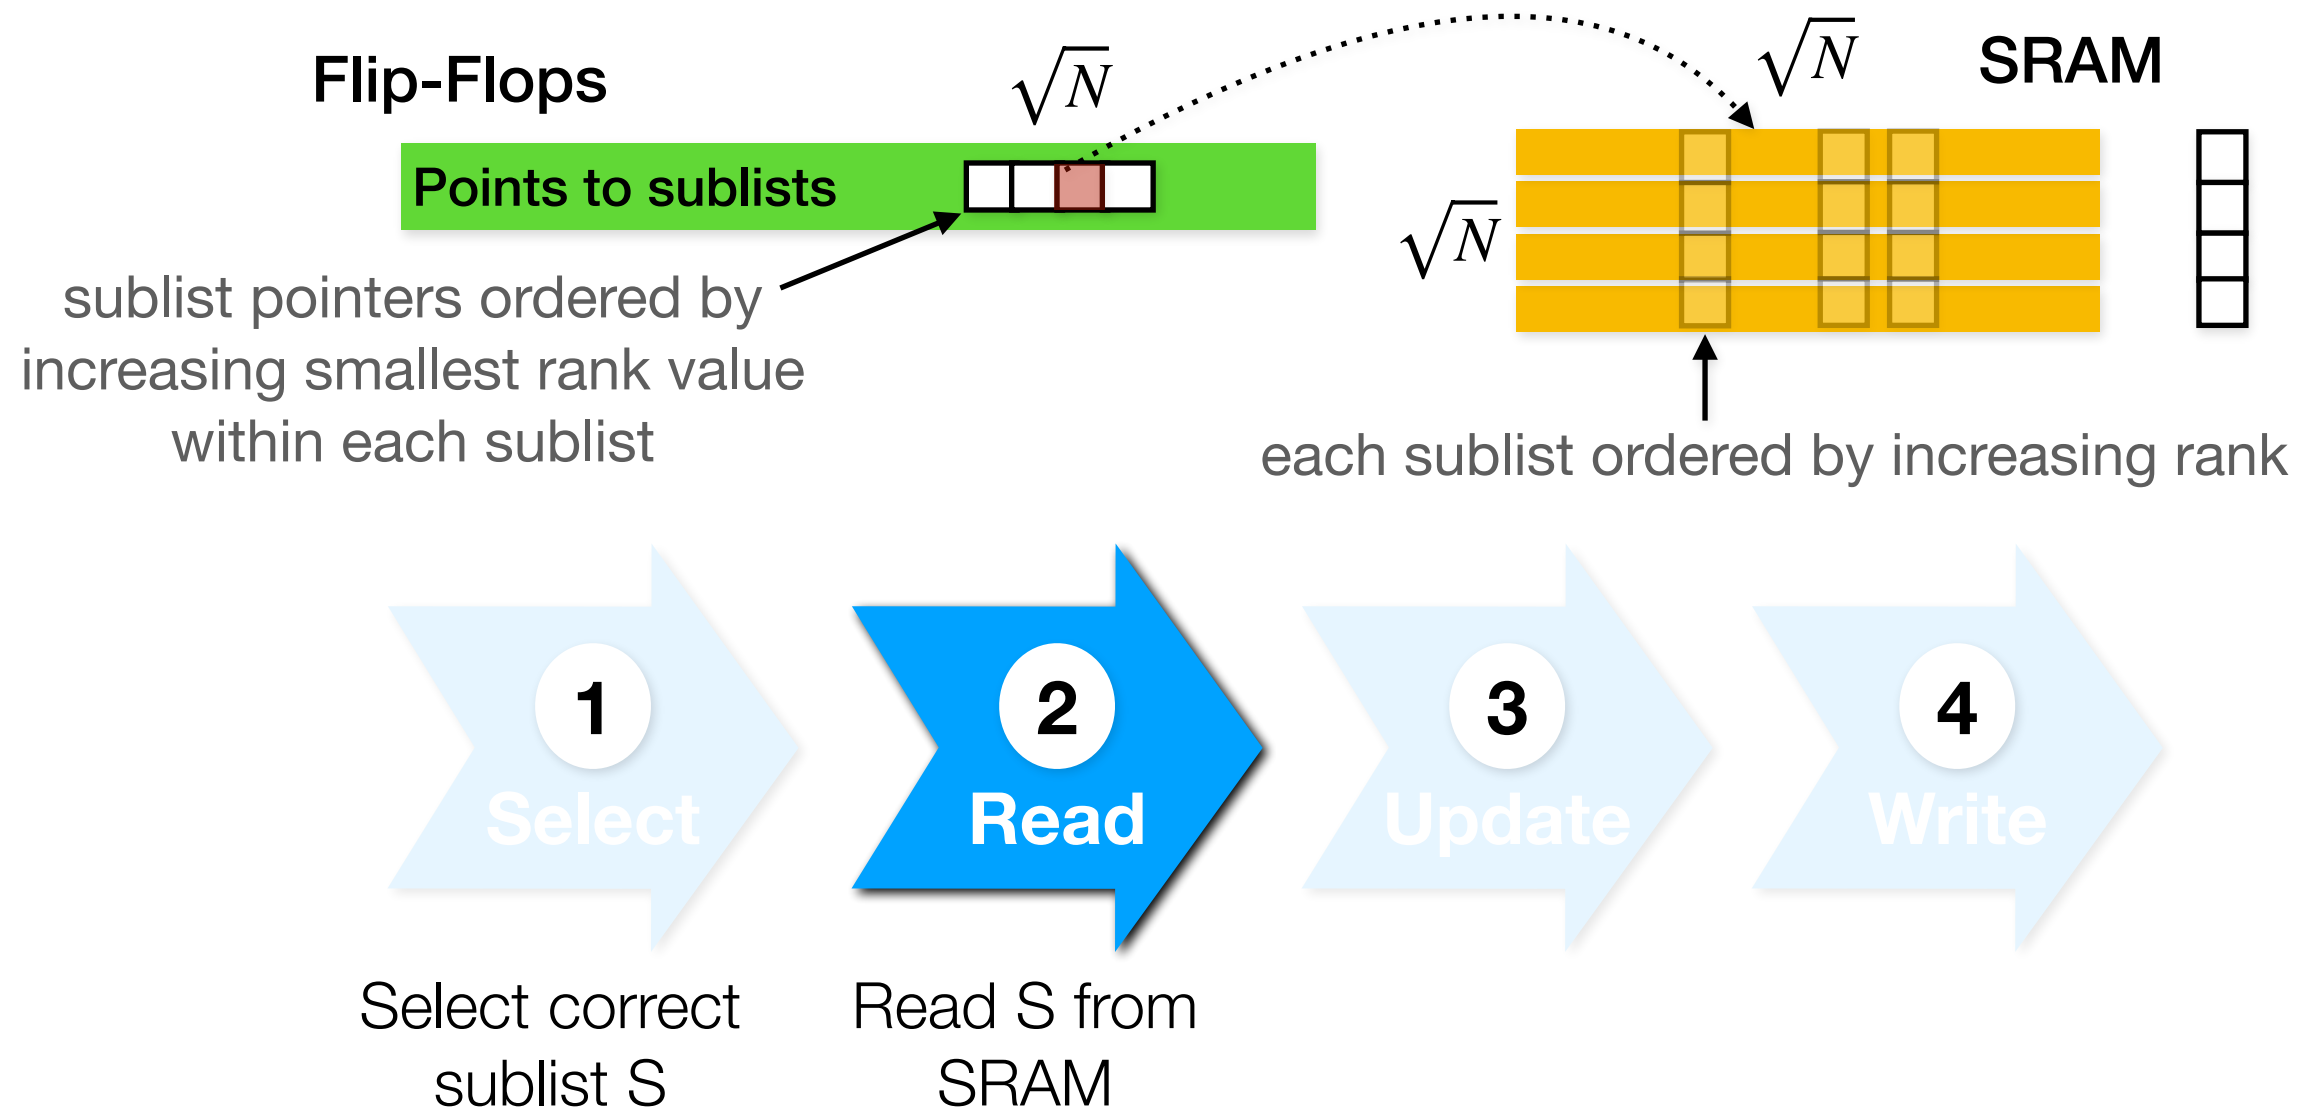 Flip-Flops
√N
√N
SRAM
Points to sublists
√N
sublist pointers ordered by
increasing smallest rank value
within each sublist
each sublist ordered by increasing rank
1
Select
2
Read
3
Update
4
Write
Select correct
sublist S
Read S from
SRAM